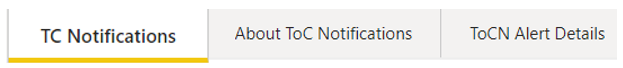 TC Notifications
About ToC Notifications
ToCN Alert Details